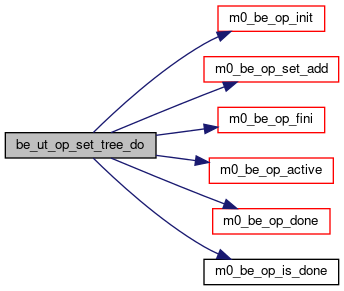 m0_be_op_init
m0_be_op_set_add
m0_be_op_fini
be_ut_op_set_tree_do
m0_be_op_active
m0_be_op_done
m0_be_op_is_done